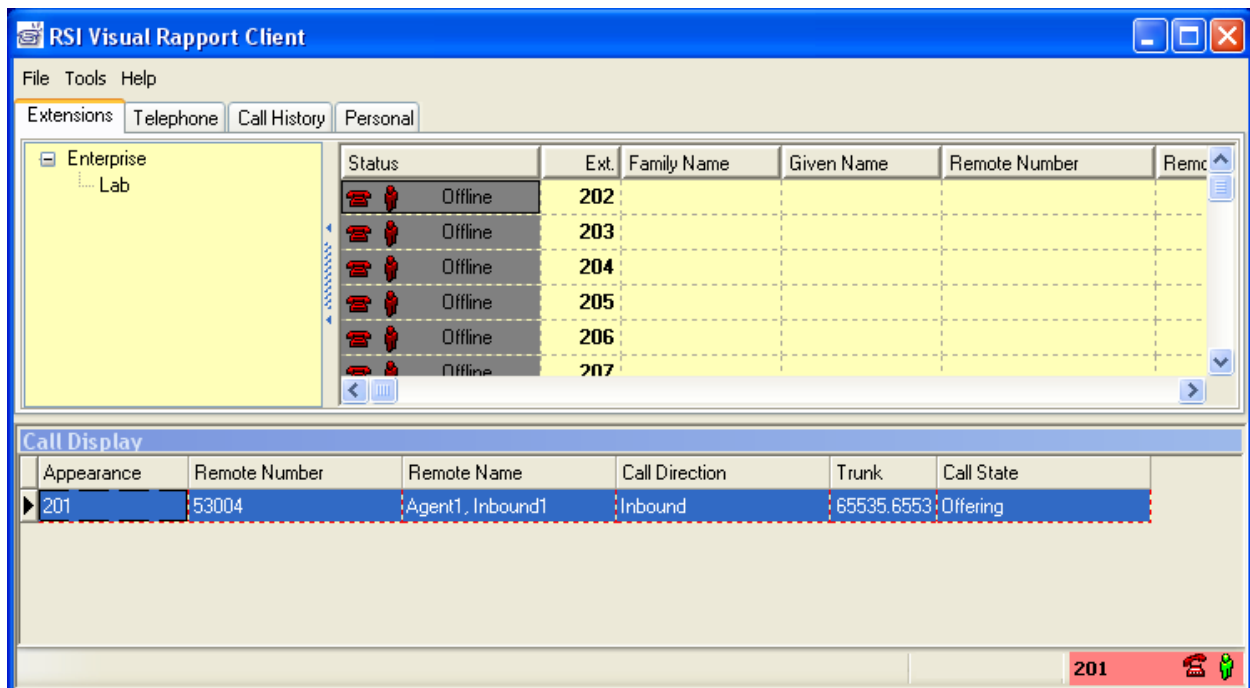 RSI Visual Rapport Client
File Tools Help
Extensions Telephone Call History Personal
Enterprise
Lab
Status Ext. Family Name Given Name Remote Number Remo
Offline 202
Offline 203
Offline 204
Offline 205
Offline 206
Offline 207
Call Display
Appearance Remote Number Remote Name Call Direction Trunk Call State
201 53004 Agent1, Inbound1 Inbound 65535.6553 Offering
201